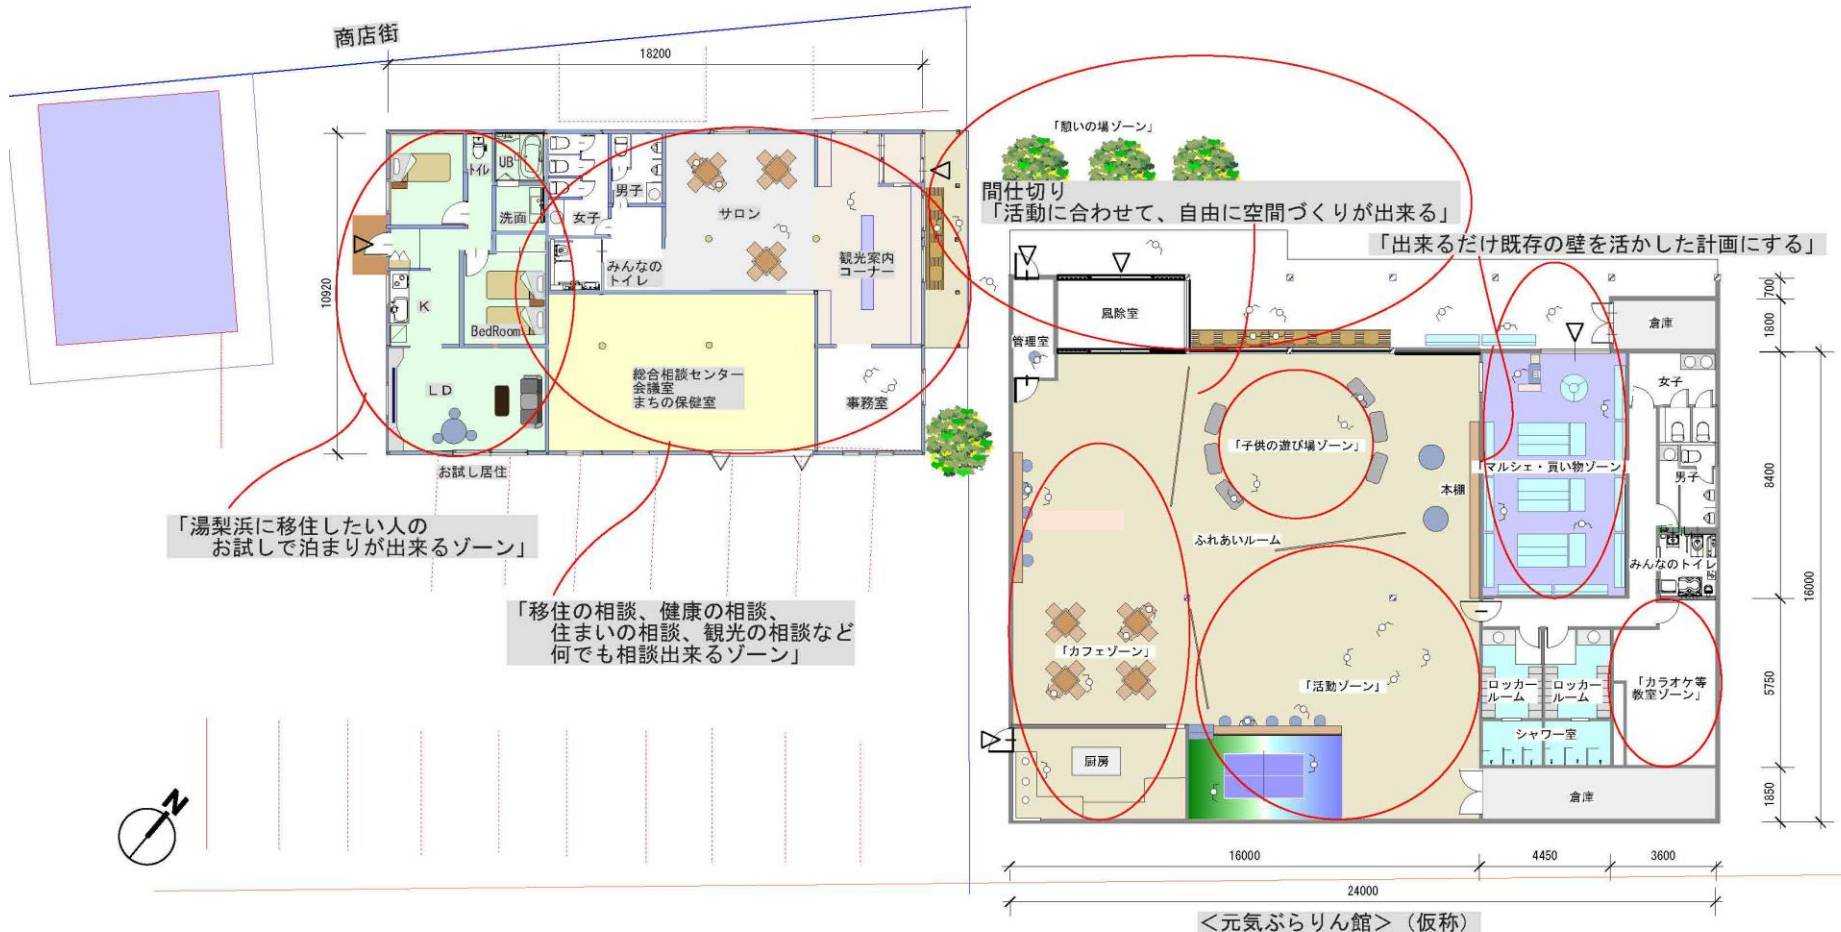 商店街
18200
10920
トイレ
UB
洗面
女子
男子
サロン
みんなの
トイレ
観光案内
コーナー
K
BedRoom
LD
総合相談センター
会議室
まちの保健室
事務室
お試し居住
「湯梨浜に移住したい人の
お試しで泊まりが出来るゾーン」
「移住の相談、健康の相談、
住まいの相談、観光の相談など
何でも相談出来るゾーン」
N
「憩いの場ゾーン」
間仕切り
「活動に合わせて、自由に空間づくりが出来る」
「出来るだけ既存の壁を活かした計画にする」
風除室
管理室
倉庫
女子
「子供の遊び場ゾーン」
「マルシェ・買い物ゾーン
男子
本棚
ふれあいルーム
みんなのトイレ
「カフェゾーン」
「活動ゾーン」
ロッカー
ルーム
ロッカー
ルーム
「カラオケ等
教室ゾーン」
シャワー室
厨房
倉庫
700
1800
8400
16000
5750
1850
16000
4450
3600
24000
＜元気ぶらりん館＞（仮称）